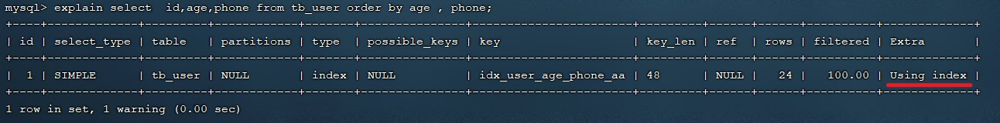 mysql> explain select  id,age,phone from tb_user order by age , phone;
+----+-------------+---------+------------+-------+---------------+-----------------------+---------+------+------+----------+-------------+
| id | select_type | table   | partitions | type  | possible_keys | key                   | key_len | ref  | rows | filtered | Extra       |
+----+-------------+---------+------------+-------+---------------+-----------------------+---------+------+------+----------+-------------+
|  1 | SIMPLE      | tb_user | NULL       | index | NULL          | idx_user_age_phone_aa | 48      | NULL |   24 |   100.00 | Using index |
+----+-------------+---------+------------+-------+---------------+-----------------------+---------+------+------+----------+-------------+
1 row in set, 1 warning (0.00 sec)